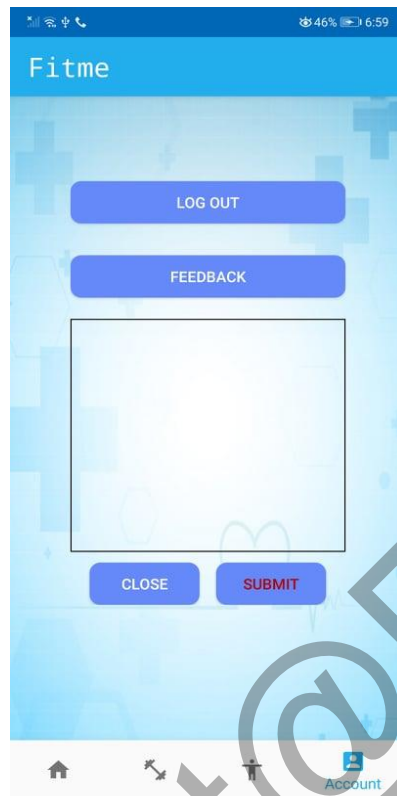 46% 6:59
Fitme
LOG OUT
FEEDBACK
CLOSE SUBMIT
Account